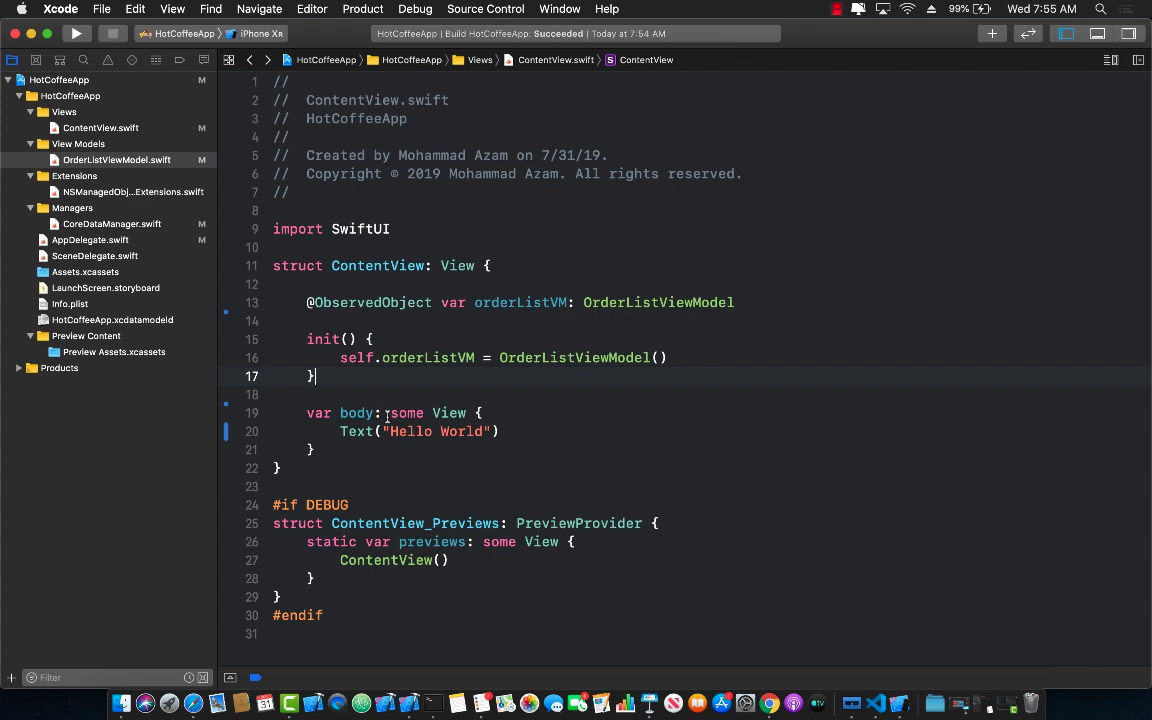 Xcode File Edit View Find Navigate Editor Product Debug Source Control Window Help 99% Wed 7:55 AM
HotCoffeeApp iPhone XR HotCoffeeApp | Build HotCoffeeApp: Succeeded | Today at 7:54 AM
HotCoffeeApp HotCoffeeApp Views ContentView.swift S ContentView
HotCoffeeApp M
HotCoffeeApp
Views
ContentView.swift M
View Models
OrderListViewModel.swift M
Extensions
NSManagedObj...Extensions.swift
Managers
CoreDataManager.swift M
AppDelegate.swift M
SceneDelegate.swift
Assets.xcassets
LaunchScreen.storyboard
Info.plist
HotCoffeeApp.xcdatamodeld
Preview Content
Preview Assets.xcassets
Products
Filter
1 //
2 // ContentView.swift
3 // HotCoffeeApp
4 //
5 // Created by Mohammad Azam on 7/31/19.
6 // Copyright © 2019 Mohammad Azam. All rights reserved.
7 //
8
9 import SwiftUI
10
11 struct ContentView: View {
12
13 @ObservedObject var orderListVM: OrderListViewModel
14
15 init() {
16 self.orderListVM = OrderListViewModel()
17 }
18
19 var body: some View {
20 Text("Hello World")
21 }
22 }
23
24 #if DEBUG
25 struct ContentView_Previews: PreviewProvider {
26 static var previews: some View {
27 ContentView()
28 }
29 }
30 #endif
31